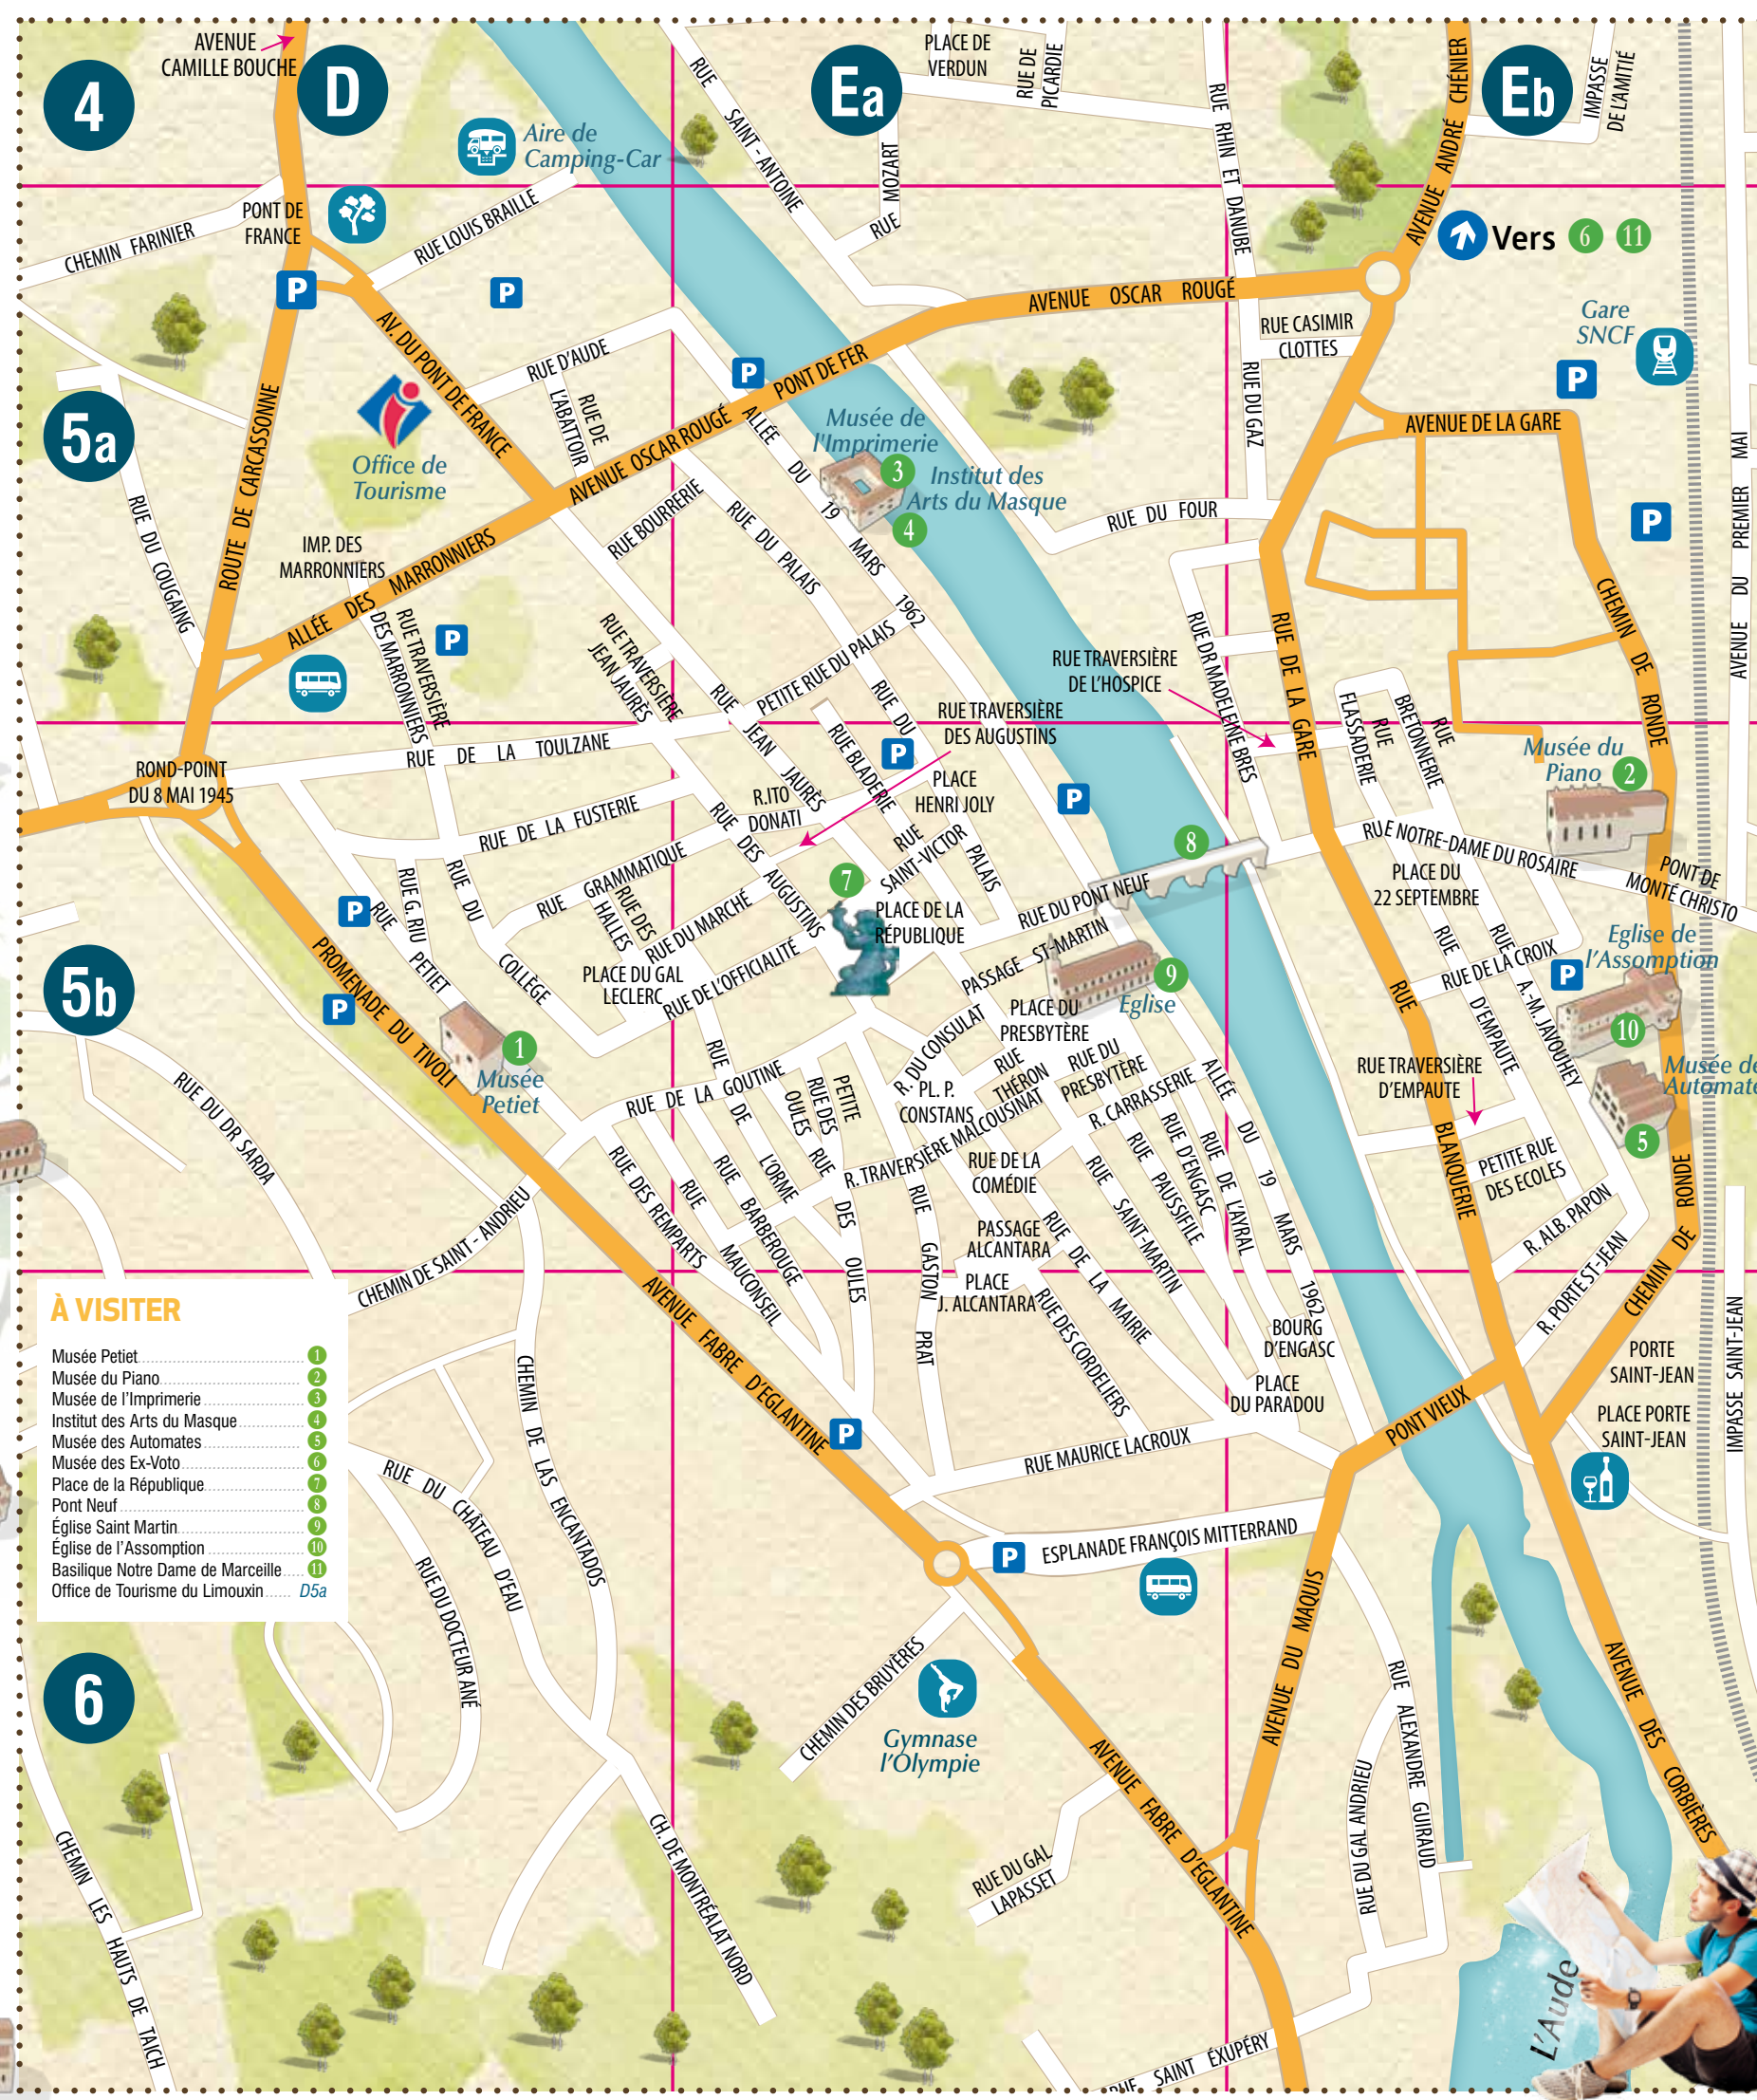 AVENUE
CAMILLE BOUCHE
4
D
Ea
Eb
PLACE DE
VERDUN
RUE DE
PICARDIE
IMPASSE
DE L'AMITIÉ
AVENUE ANDRÉ CHÉNIER
RUE SAINT-ANTOINE
RUE MOZART
RUE RHIN ET DANUBE
Aire de
Camping-Car
PONT DE
FRANCE
CHEMIN FARINIER
RUE LOUIS BRAILLE
P
P
Vers 6 11
AVENUE OSCAR ROUGÉ
Gare
SNCF
P
RUE CASIMIR
CLOTTES
RUE DU GAZ
AVENUE DE LA GARE
AV. DU PONT DE FRANCE
RUE D'AUDE
RUE DE
L'ABATTOIR
P
PONT DE FER
AVENUE OSCAR ROUGÉ
5a
Office de
Tourisme
ROUTE DE CARCASSONNE
RUE DU COUGAING
Musée de
l'Imprimerie
3
Institut des
Arts du Masque
4
ALLÉE DU 19 MARS 1962
RUE DU FOUR
P
AVENUE DU PREMIER MAI
RUE BOURRERIE
RUE DU PALAIS
IMP. DES
MARRONNIERS
ALLÉE DES MARRONNIERS
RUE TRAVERSIÈRE
DES MARRONNIERS
P
RUE TRAVERSIÈRE
JEAN JAURÈS
PETITE RUE DU PALAIS
RUE JEAN JAURÈS
RUE DU PALAIS
RUE TRAVERSIÈRE
DE L'HOSPICE
RUE DR MADELEINE BRES
RUE DE LA GARE
CHEMIN DE RONDE
RUE FLASSADERIE
RUE BRETONNERIE
RUE TRAVERSIÈRE
DES AUGUSTINS
RUE DE LA TOULZANE
ROND-POINT
DU 8 MAI 1945
RUE BLADERIE
P
PLACE
HENRI JOLY
P
Musée du
Piano
2
R.ITO
DONATI
RUE DE LA FUSTERIE
RUE DES AUGUSTINS
RUE
SAINT-VICTOR
8
RUE NOTRE-DAME DU ROSAIRE
PONT DE
MONTÉ CHRISTO
RUE GRAMMATIQUE
RUE DES
HALLES
RUE DU MARCHÉ
7
PLACE DE LA
RÉPUBLIQUE
RUE DU PONT NEUF
PLACE DU
22 SEPTEMBRE
RUE G. RIU
RUE DU COLLÈGE
P
RUE PETIET
PLACE DU GAL
LECLERC
RUE DE L'OFFICIALITÉ
PASSAGE ST-MARTIN
9
Eglise
RUE DE LA CROIX
P
Eglise de
l'Assomption
10
5b
P
PROMENADE DU TIVOLI
1
Musée
Petiet
PLACE DU
PRESBYTÈRE
R. DU CONSULAT
RUE
THÉRON
RUE DU
PRESBYTÈRE
PL. P.
CONSTANS
RUE D'EMPAUTE
RUE A.-M. JAVOUHEY
RUE TRAVERSIÈRE
D'EMPAUTE
Musée de
Automate
5
RUE DU DR SARDA
RUE DE LA GOUTINE
RUE DE L'ORME
PETITE
RUE DES
OULES
RUE DES OULES
R. TRAVERSIÈRE MALCOUSINAT
R. CARRASSERIE
ALLÉE DU 19 MARS 1962
RUE BLANQUERIE
PETITE RUE
DES ECOLES
RUE DES REMPARTS
RUE MAUCONSEIL
RUE BARBEROUGE
RUE GASTON PRAT
RUE DE LA
COMÉDIE
RUE SAINT-MARTIN
RUE PAUSSIFILE
RUE D'ENGASC
RUE DE L'AYRAL
R. ALB. PAPON
R. PORTE ST-JEAN
CHEMIN DE RONDE
CHEMIN DE SAINT-ANDRIEU
PASSAGE
ALCANTARA
PLACE
J. ALCANTARA
RUE DE LA MAIRIE
RUE DES CORDELIERS
BOURG
D'ENGASC
PLACE
DU PARADOU
PORTE
SAINT-JEAN
PLACE PORTE
SAINT-JEAN
IMPASSE SAINT-JEAN
PONT VIEUX
À VISITER
Musée Petiet 1
Musée du Piano 2
Musée de l'Imprimerie 3
Institut des Arts du Masque 4
Musée des Automates 5
Musée des Ex-Voto 6
Place de la République 7
Pont Neuf 8
Église Saint Martin 9
Église de l'Assomption 10
Basilique Notre Dame de Marceille 11
Office de Tourisme du Limouxin D5a
AVENUE FABRE D'EGLANTINE
P
RUE MAURICE LACROUX
CHEMIN DE LAS ENCANTADOS
RUE DU CHÂTEAU D'EAU
RUE DU DOCTEUR ANÉ
P
ESPLANADE FRANÇOIS MITTERRAND
6
CHEMIN DES BRUYÈRES
Gymnase
l'Olympie
AVENUE DU MAQUIS
RUE ALEXANDRE GUIRAUD
RUE DU GAL ANDRIEU
AVENUE DES CORBIÈRES
AVENUE FABRE D'EGLANTINE
RUE DU GAL
LAPASSET
CH. DE MONTRÉALAT NORD
CHEMIN LES HAUTS DE TAICH
RUE SAINT ÉXUPÉRY
L'Aude